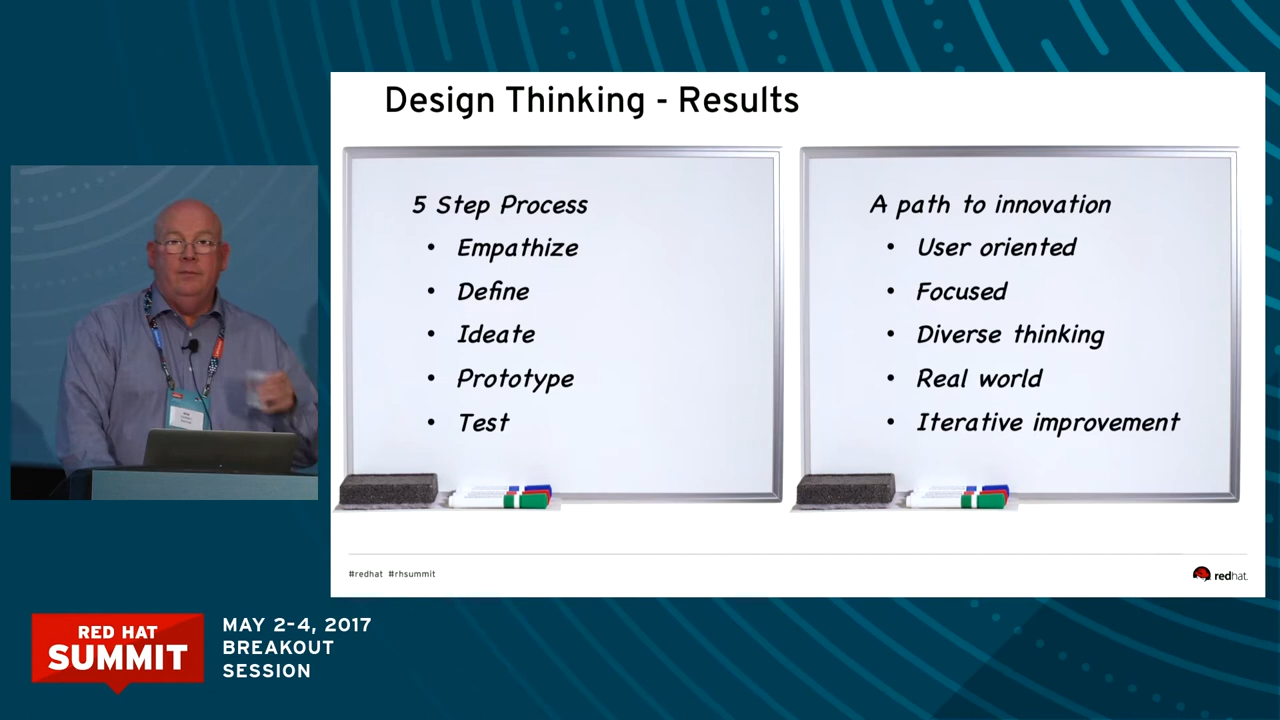 Design Thinking - Results
5 Step Process
• Empathize
• Define
• Ideate
• Prototype
• Test
A path to innovation
• User oriented
• Focused
• Diverse thinking
• Real world
• Iterative improvement
#redhat #rhsummit
redhat.
RED HAT
SUMMIT
MAY 2-4, 2017
BREAKOUT
SESSION